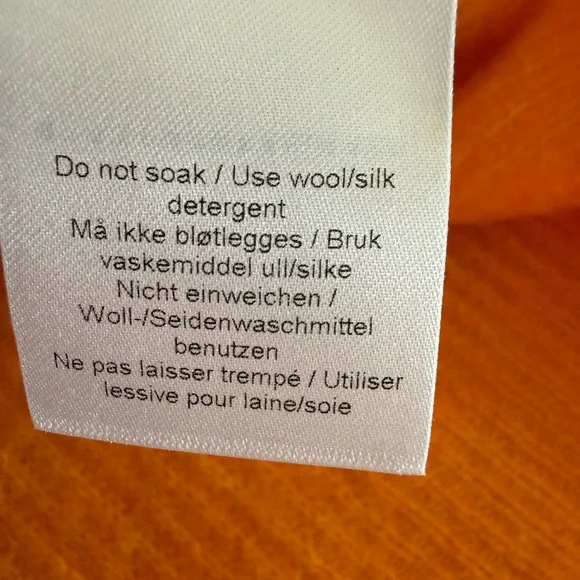 Do not soak / Use wool/silk
detergent
Må ikke bløtlegges / Bruk
vaskemiddel ull/silke
Nicht einweichen /
Woll-/Seidenwaschmittel
benutzen
Ne pas laisser trempé / Utiliser
lessive pour laine/soie